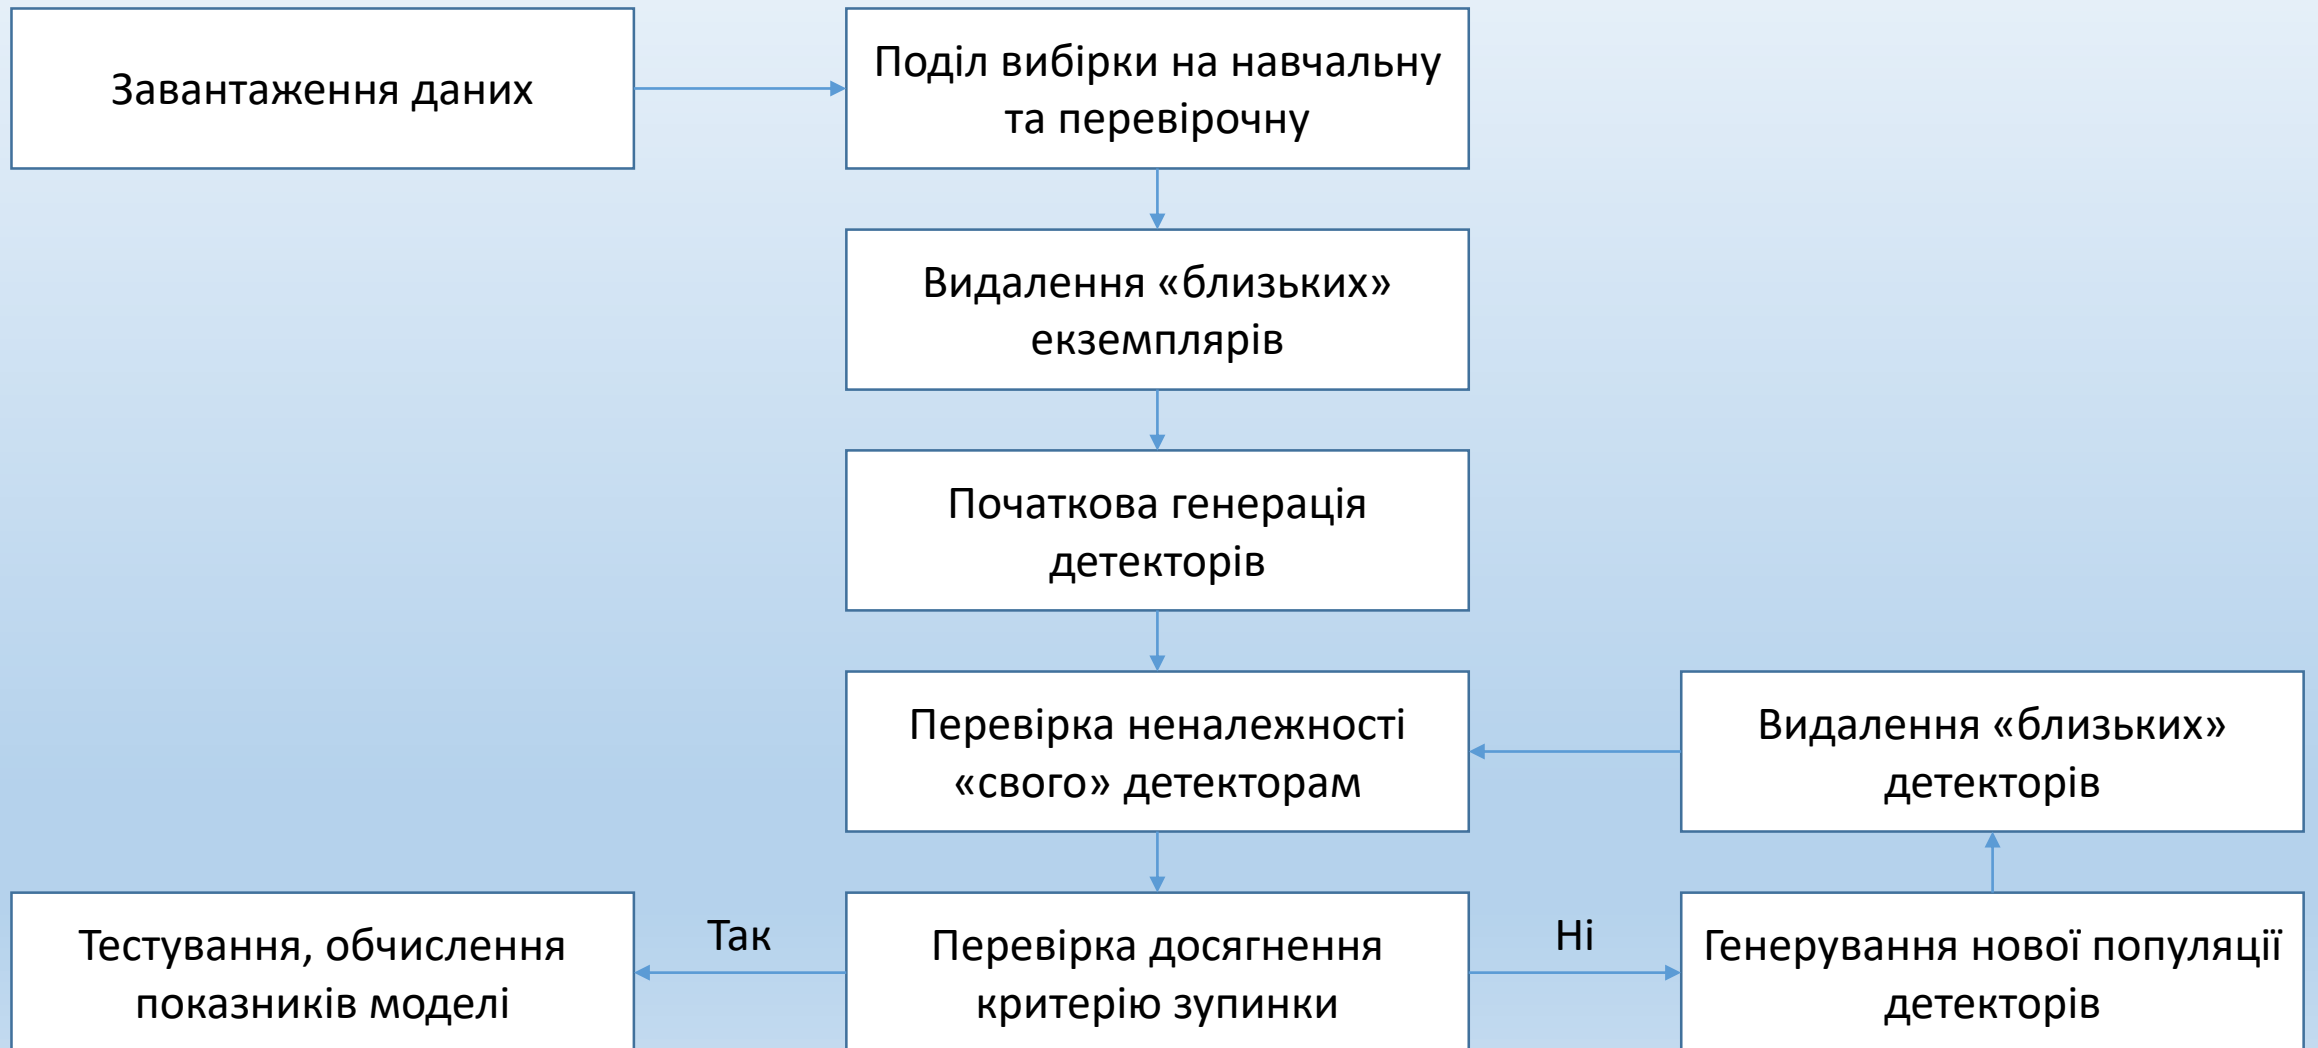 Завантаження даних
Поділ вибірки на навчальну
та перевірочну
Видалення «близьких»
екземплярів
Початкова генерація
детекторів
Перевірка неналежності
«свого» детекторам
Видалення «близьких»
детекторів
Тестування, обчислення
показників моделі
Так
Перевірка досягнення
критерію зупинки
Ні
Генерування нової популяції
детекторів